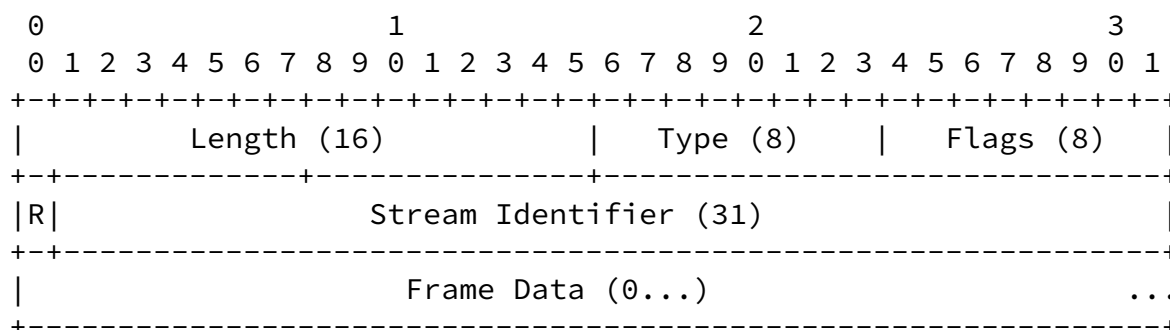 0                   1                   2                   3
0 1 2 3 4 5 6 7 8 9 0 1 2 3 4 5 6 7 8 9 0 1 2 3 4 5 6 7 8 9 0 1
+-+-+-+-+-+-+-+-+-+-+-+-+-+-+-+-+-+-+-+-+-+-+-+-+-+-+-+-+-+-+-+-+
|         Length (16)           |   Type (8)    |   Flags (8)   |
+-+-------------+---------------+-------------------------------+
|R|                 Stream Identifier (31)                      |
+-+-------------------------------------------------------------+
|                     Frame Data (0...)                       ...
+---------------------------------------------------------------+